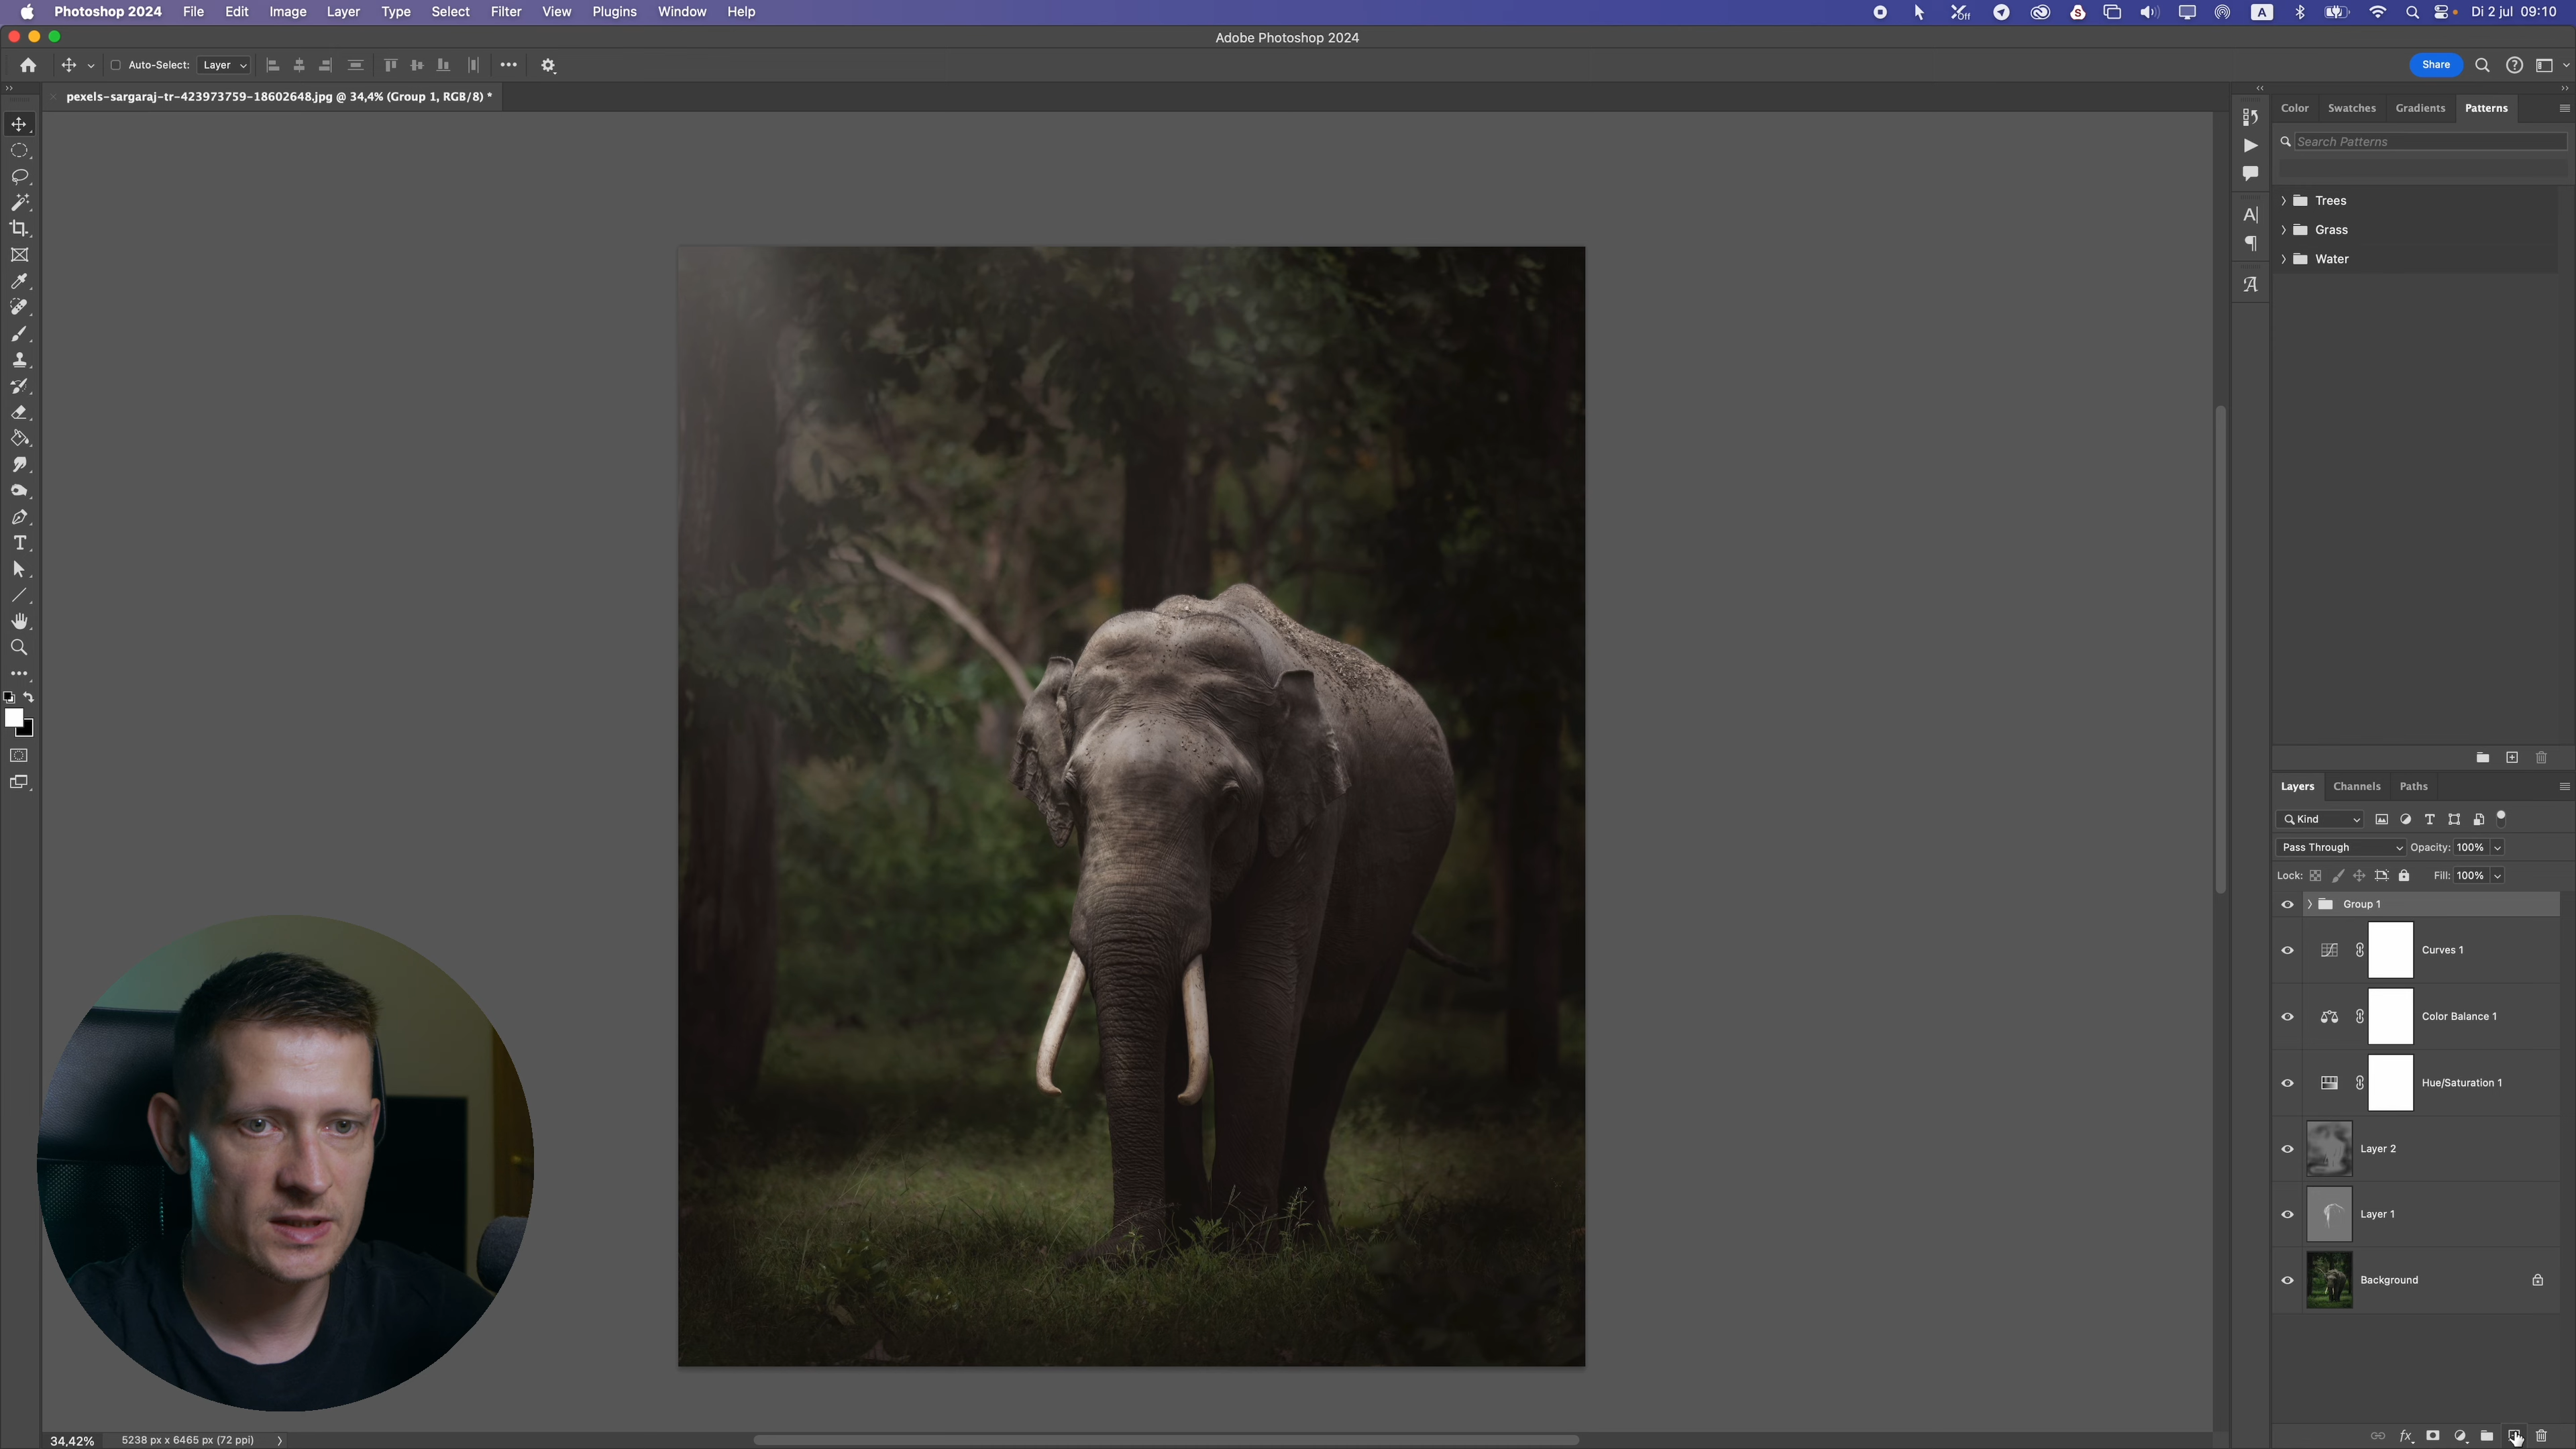 Photoshop 2024 File Edit Image Layer Type Select Filter View Plugins Window Help Off S A Di 2 jul 09:10
Adobe Photoshop 2024
Auto-Select: Layer Share
pexels-sargaraj-tr-423973759-18602648.jpg @ 34,4% (Group 1, RGB/8) *
Color Swatches Gradients Patterns
Search Patterns
Trees
Grass
Water
Layers Channels Paths
Kind
Pass Through Opacity: 100%
Lock: Fill: 100%
Group 1
Curves 1
Color Balance 1
Hue/Saturation 1
Layer 2
Layer 1
Background
34,42% 5238 px x 6465 px (72 ppi)
fx